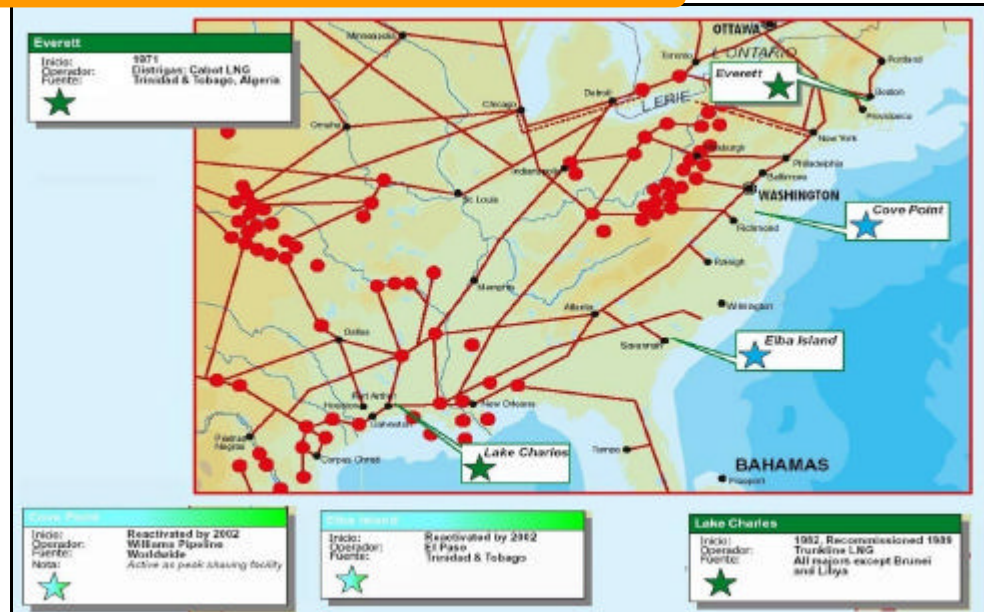 Everett
Inicio: 1971
Operador: Distrigas; Cabot LNG
Fuente: Trinidad & Tobago, Algeria
OTTAWA
Minneapolis
Toronto
ONTARIO
Portland
Everett
Detroit
L ERIE
Boston
Chicago
Providence
Omaha
New York
Indianapolis
Philadelphia
Baltimore
WASHINGTON
St. Louis
Cove Point
Richmond
Raleigh
Memphis
Atlanta
Wilmington
Dallas
Savannah
Elba Island
Port Arthur
Houston
New Orleans
Galveston
Piedras
Negras
Lake Charles
Corpus Christi
Tampa
BAHAMAS
Freeport
Cove Point
Inicio: Reactivated by 2002
Operador: Williams Pipeline
Fuente: Worldwide
Nota: Active as peak shaving facility
Elba Island
Inicio: Reactivated by 2002
Operador: El Paso
Fuente: Trinidad & Tobago
Lake Charles
Inicio: 1982, Recommissioned 1989
Operador: Trunkline LNG
Fuente: All majors except Brunei
and Libya